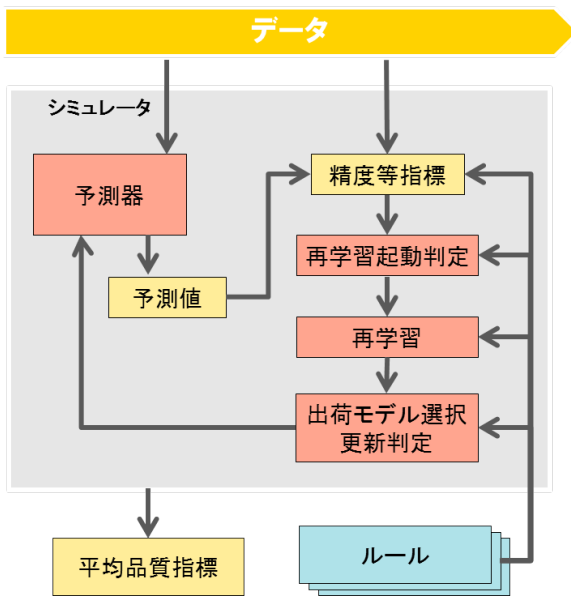 データ
シミュレータ
予測器
精度等指標
再学習起動判定
予測値
再学習
出荷モデル選択
更新判定
平均品質指標
ルール